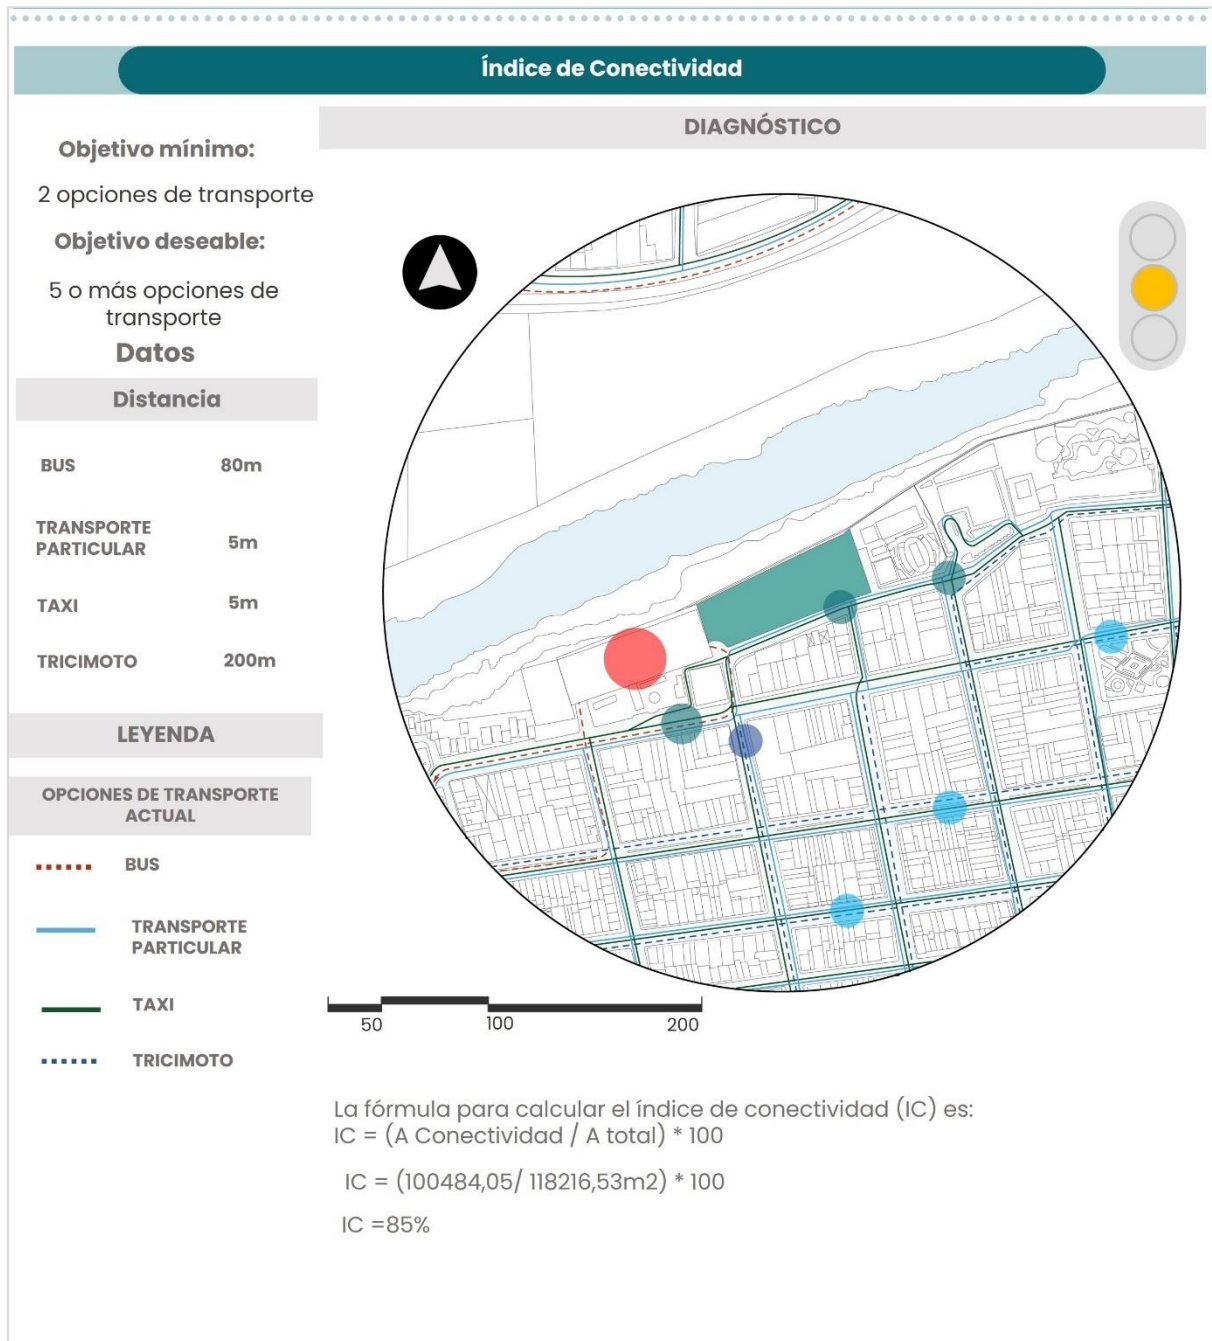 Índice de Conectividad
DIAGNÓSTICO
Objetivo mínimo:
2 opciones de transporte
Objetivo deseable:
5 o más opciones de
transporte
Datos
Distancia
BUS 80m
TRANSPORTE
PARTICULAR 5m
TAXI 5m
TRICIMOTO 200m
LEYENDA
OPCIONES DE TRANSPORTE
ACTUAL
BUS
TRANSPORTE
PARTICULAR
TAXI
TRICIMOTO
50 100 200
La fórmula para calcular el índice de conectividad (IC) es:
IC = (A Conectividad / A total) * 100
IC = (100484,05/ 118216,53m2) * 100
IC =85%